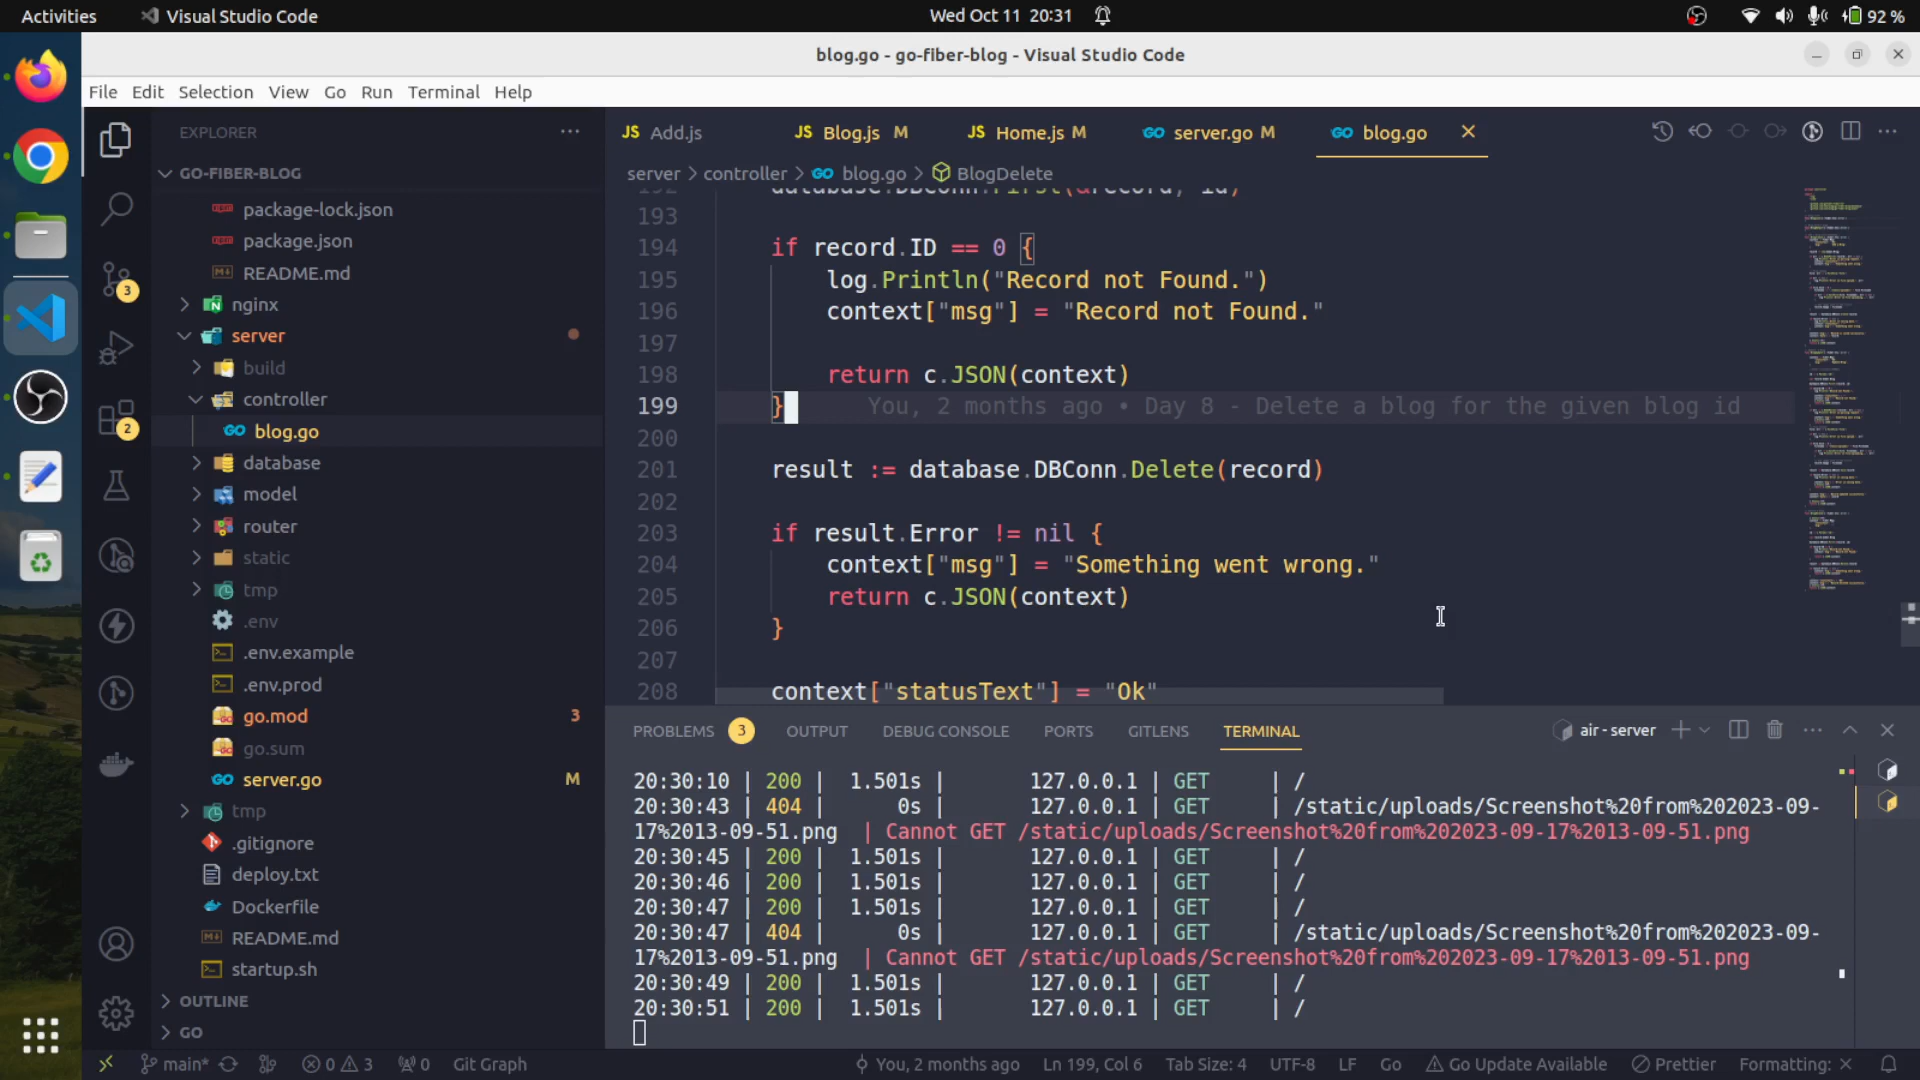 Activities
Visual Studio Code
Wed Oct 11 20:31
92 %
blog.go - go-fiber-blog - Visual Studio Code
File Edit Selection View Go Run Terminal Help
EXPLORER
JS Add.js
JS Blog.js M
JS Home.js M
server.go M
blog.go
GO-FIBER-BLOG
server > controller > blog.go > BlogDelete
package-lock.json
package.json
README.md
nginx
server
build
controller
blog.go
database
model
router
static
tmp
.env
.env.example
.env.prod
go.mod 3
go.sum
server.go M
tmp
.gitignore
deploy.txt
Dockerfile
README.md
startup.sh
OUTLINE
GO
3
2
192 database.DBConn.First(&record, id)
193
194 if record.ID == 0 {
195 log.Println("Record not Found.")
196 context["msg"] = "Record not Found."
197
198 return c.JSON(context)
199 } You, 2 months ago • Day 8 - Delete a blog for the given blog id
200
201 result := database.DBConn.Delete(record)
202
203 if result.Error != nil {
204 context["msg"] = "Something went wrong."
205 return c.JSON(context)
206 }
207
208 context["statusText"] = "Ok"
PROBLEMS 3 OUTPUT DEBUG CONSOLE PORTS GITLENS TERMINAL
air - server
20:30:10 | 200 | 1.501s | 127.0.0.1 | GET | /
20:30:43 | 404 | 0s | 127.0.0.1 | GET | /static/uploads/Screenshot%20from%202023-09-
17%2013-09-51.png | Cannot GET /static/uploads/Screenshot%20from%202023-09-17%2013-09-51.png
20:30:45 | 200 | 1.501s | 127.0.0.1 | GET | /
20:30:46 | 200 | 1.501s | 127.0.0.1 | GET | /
20:30:47 | 200 | 1.501s | 127.0.0.1 | GET | /
20:30:47 | 404 | 0s | 127.0.0.1 | GET | /static/uploads/Screenshot%20from%202023-09-
17%2013-09-51.png | Cannot GET /static/uploads/Screenshot%20from%202023-09-17%2013-09-51.png
20:30:49 | 200 | 1.501s | 127.0.0.1 | GET | /
20:30:51 | 200 | 1.501s | 127.0.0.1 | GET | /
main* 0 3 0 Git Graph You, 2 months ago Ln 199, Col 6 Tab Size: 4 UTF-8 LF Go Go Update Available Prettier Formatting: ×